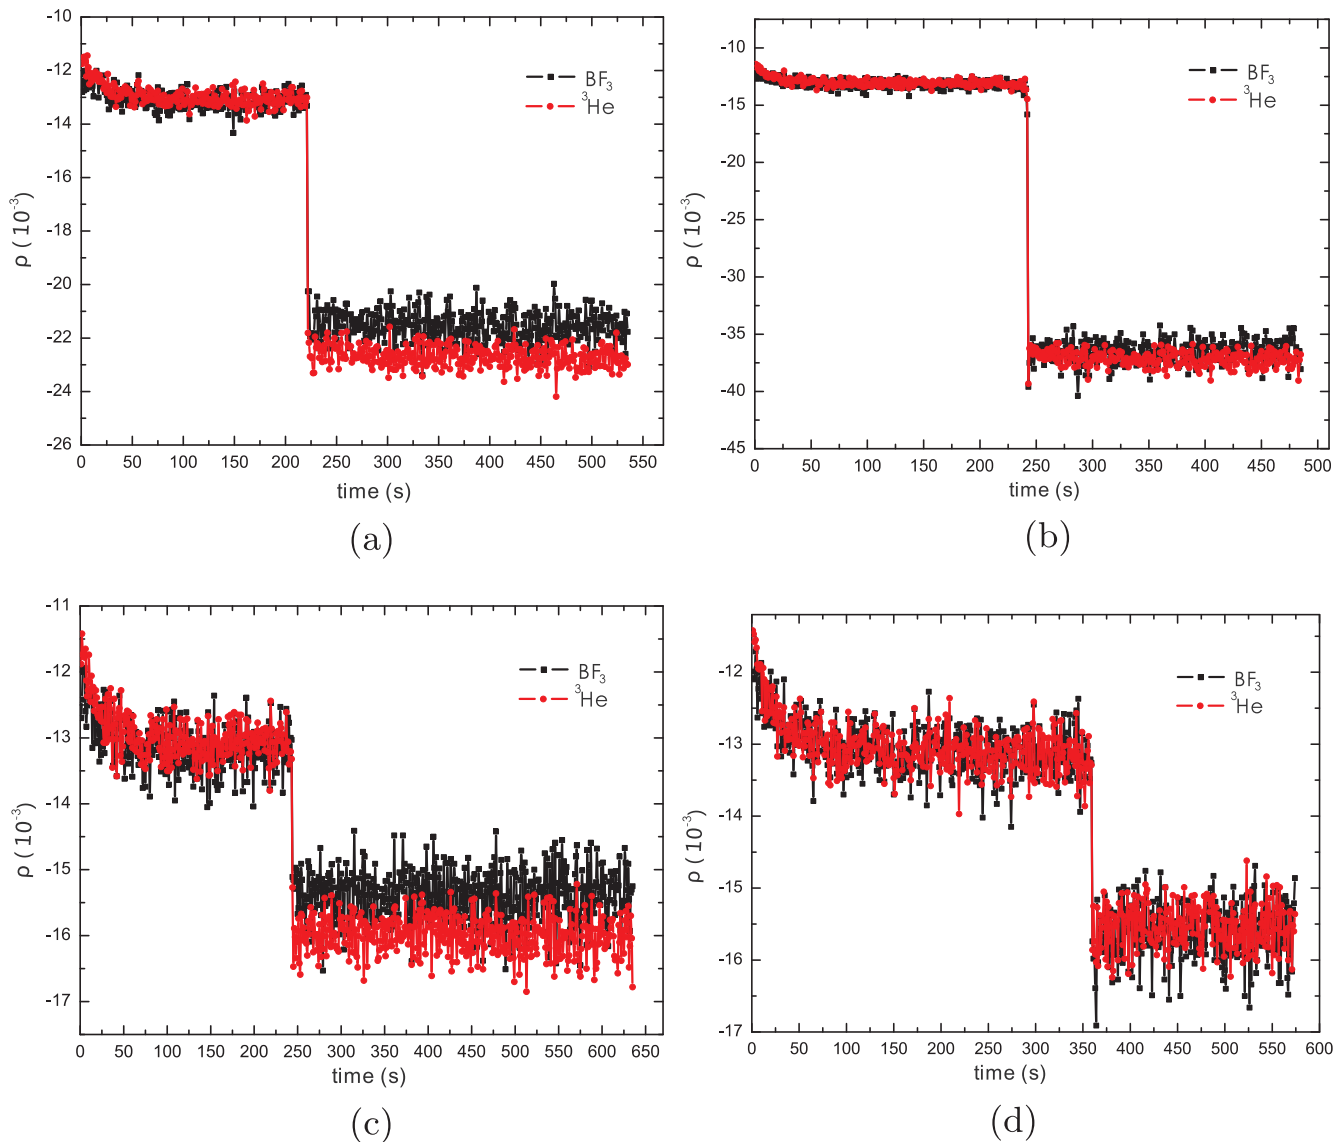 -10
-12
-14
-16
-18
-20
-22
-24
-26
ρ ( 10⁻³)
0 50 100 150 200 250 300 350 400 450 500 550
time (s)
BF₃
³He
(a)
-10
-15
-20
-25
-30
-35
-40
-45
ρ ( 10⁻³)
0 50 100 150 200 250 300 350 400 450 500
time (s)
BF₃
³He
(b)
-11
-12
-13
-14
-15
-16
-17
ρ ( 10⁻³)
0 50 100 150 200 250 300 350 400 450 500 550 600 650
time (s)
BF₃
³He
(c)
-12
-13
-14
-15
-16
-17
ρ ( 10⁻³)
0 50 100 150 200 250 300 350 400 450 500 550 600
time (s)
BF₃
³He
(d)